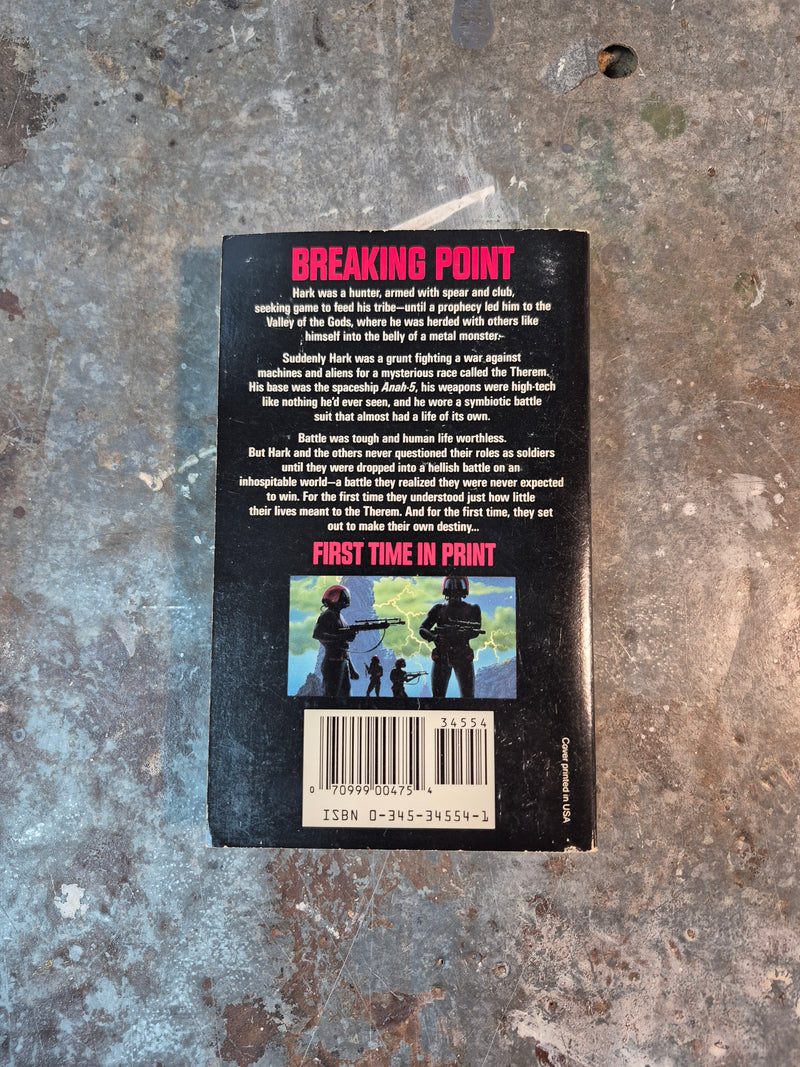 BREAKING POINT
Hark was a hunter, armed with spear and club,
seeking game to feed his tribe—until a prophecy led him to the
Valley of the Gods, where he was herded with others like
himself into the belly of a metal monster.
Suddenly Hark was a grunt fighting a war against
machines and aliens for a mysterious race called the Therem.
His base was the spaceship Anah-5, his weapons were high-tech
like nothing he'd ever seen, and he wore a symbiotic battle
suit that almost had a life of its own.
Battle was tough and human life worthless.
But Hark and the others never questioned their roles as soldiers
until they were dropped into a hellish battle on an
inhospitable world—a battle they realized they were never expected
to win. For the first time they understood just how little
their lives meant to the Therem. And for the first time, they set
out to make their own destiny...
FIRST TIME IN PRINT
34554
0 70999 00475 4
ISBN 0-345-34554-1
Cover printed in USA